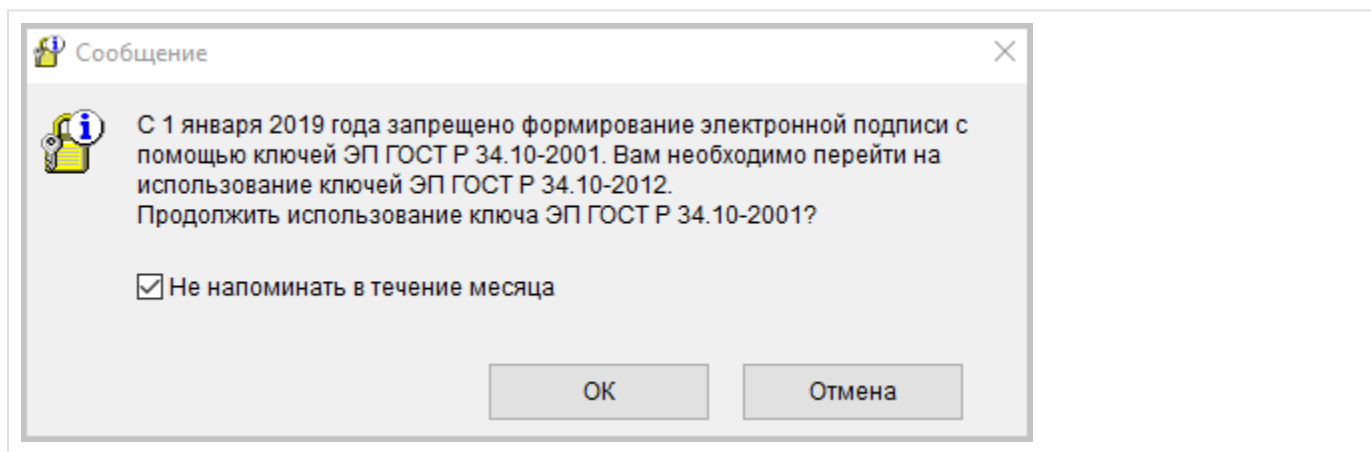 Сообщение
С 1 января 2019 года запрещено формирование электронной подписи с
помощью ключей ЭП ГОСТ Р 34.10-2001. Вам необходимо перейти на
использование ключей ЭП ГОСТ Р 34.10-2012.
Продолжить использование ключа ЭП ГОСТ Р 34.10-2001?
Не напоминать в течение месяца
ОК Отмена